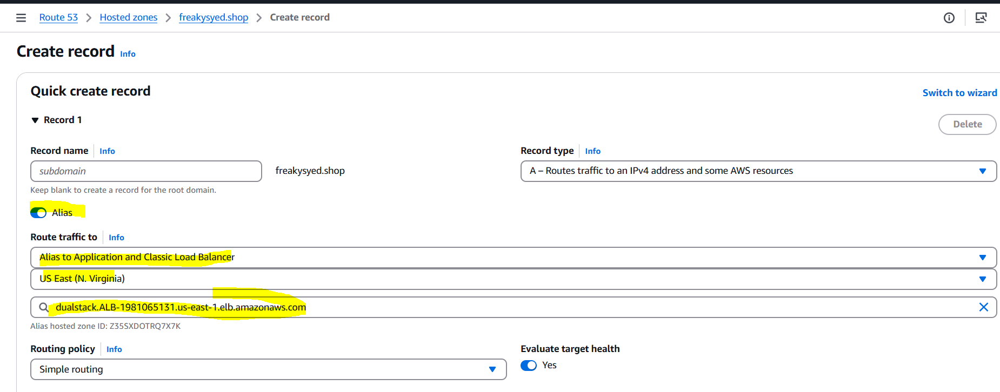 Route 53 > Hosted zones > freakysyed.shop > Create record
Create record Info
Quick create record
Switch to wizard
Record 1
Delete
Record name Info
Record type Info
subdomain
freakysyed.shop
A – Routes traffic to an IPv4 address and some AWS resources
Keep blank to create a record for the root domain.
Alias
Route traffic to Info
Alias to Application and Classic Load Balancer
US East (N. Virginia)
dualstack.ALB-1981065131.us-east-1.elb.amazonaws.com
Alias hosted zone ID: Z35SXDOTRQ7X7K
Routing policy Info
Evaluate target health
Simple routing
Yes